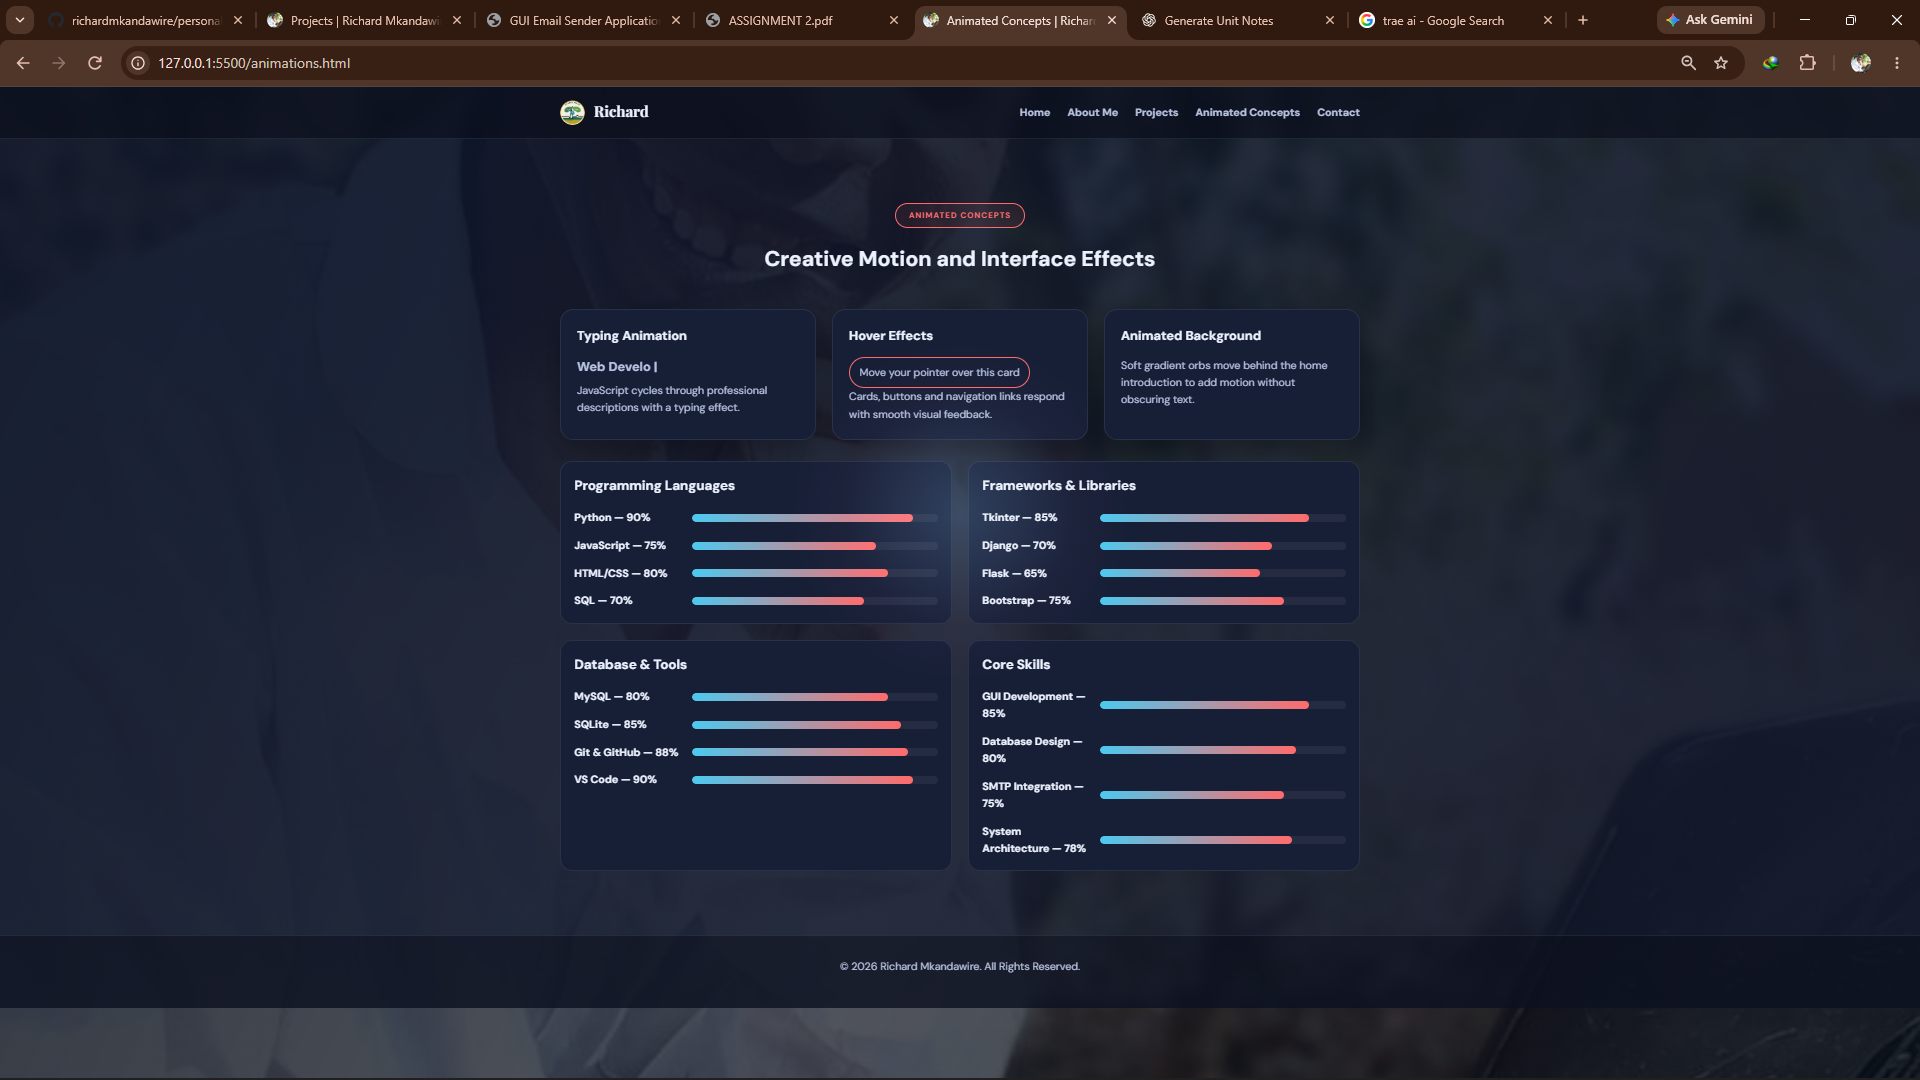 richardmkandawire/persona
Projects | Richard Mkandawi
GUI Email Sender Applicatio
ASSIGNMENT 2.pdf
Animated Concepts | Richar
Generate Unit Notes
trae ai - Google Search
Ask Gemini
127.0.0.1:5500/animations.html
Richard
Home
About Me
Projects
Animated Concepts
Contact
ANIMATED CONCEPTS
Creative Motion and Interface Effects
Typing Animation
Web Develo |
JavaScript cycles through professional
descriptions with a typing effect.
Hover Effects
Move your pointer over this card
Cards, buttons and navigation links respond
with smooth visual feedback.
Animated Background
Soft gradient orbs move behind the home
introduction to add motion without
obscuring text.
Programming Languages
Python — 90%
JavaScript — 75%
HTML/CSS — 80%
SQL — 70%
Frameworks & Libraries
Tkinter — 85%
Django — 70%
Flask — 65%
Bootstrap — 75%
Database & Tools
MySQL — 80%
SQLite — 85%
Git & GitHub — 88%
VS Code — 90%
Core Skills
GUI Development —
85%
Database Design —
80%
SMTP Integration —
75%
System
Architecture — 78%
© 2026 Richard Mkandawire. All Rights Reserved.